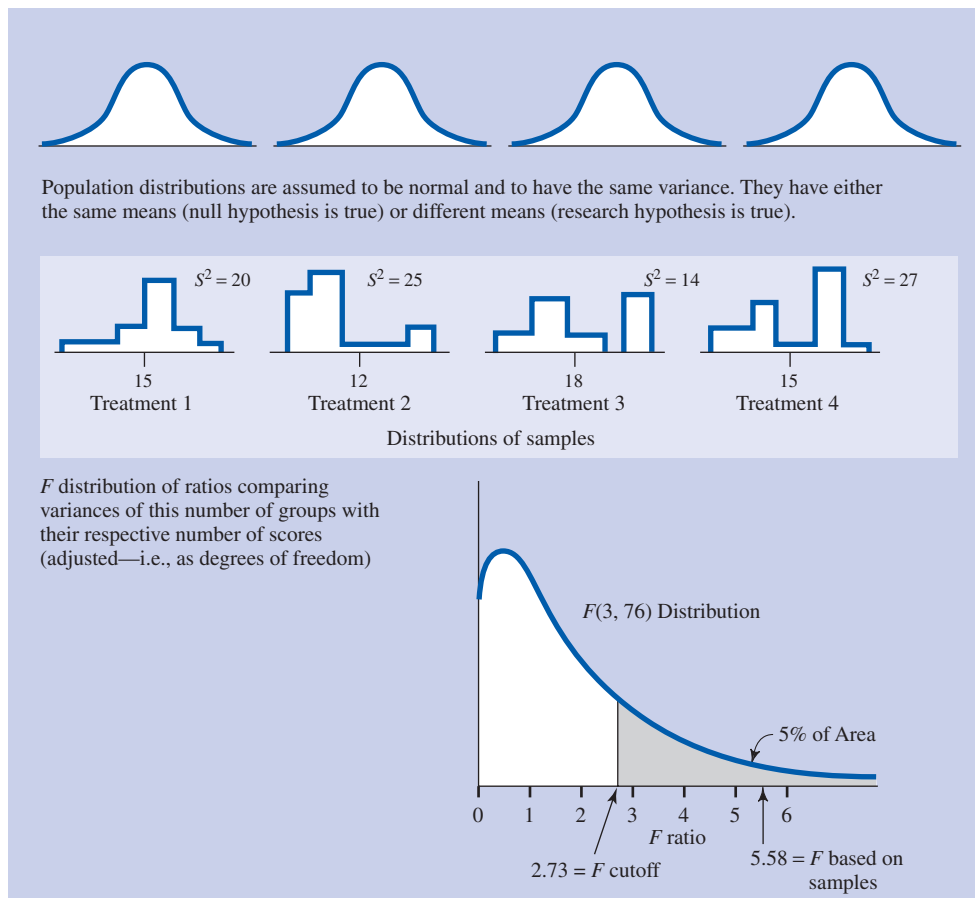 Population distributions are assumed to be normal and to have the same variance. They have either
the same means (null hypothesis is true) or different means (research hypothesis is true).
S² = 20
S² = 25
S² = 14
S² = 27
15
12
18
15
Treatment 1
Treatment 2
Treatment 3
Treatment 4
Distributions of samples
F distribution of ratios comparing
variances of this number of groups with
their respective number of scores
(adjusted—i.e., as degrees of freedom)
F(3, 76) Distribution
5% of Area
0 1 2 3 4 5 6
F ratio
2.73 = F cutoff
5.58 = F based on
samples